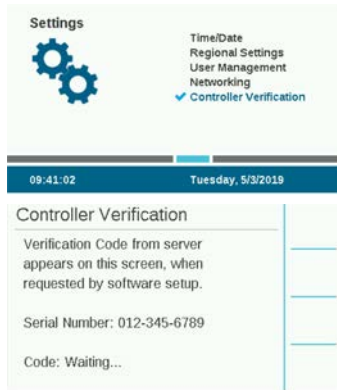 Settings
Time/Date
Regional Settings
User Management
Networking
Controller Verification
09:41:02 Tuesday, 5/3/2019
Controller Verification
Verification Code from server
appears on this screen, when
requested by software setup.
Serial Number: 012-345-6789
Code: Waiting...